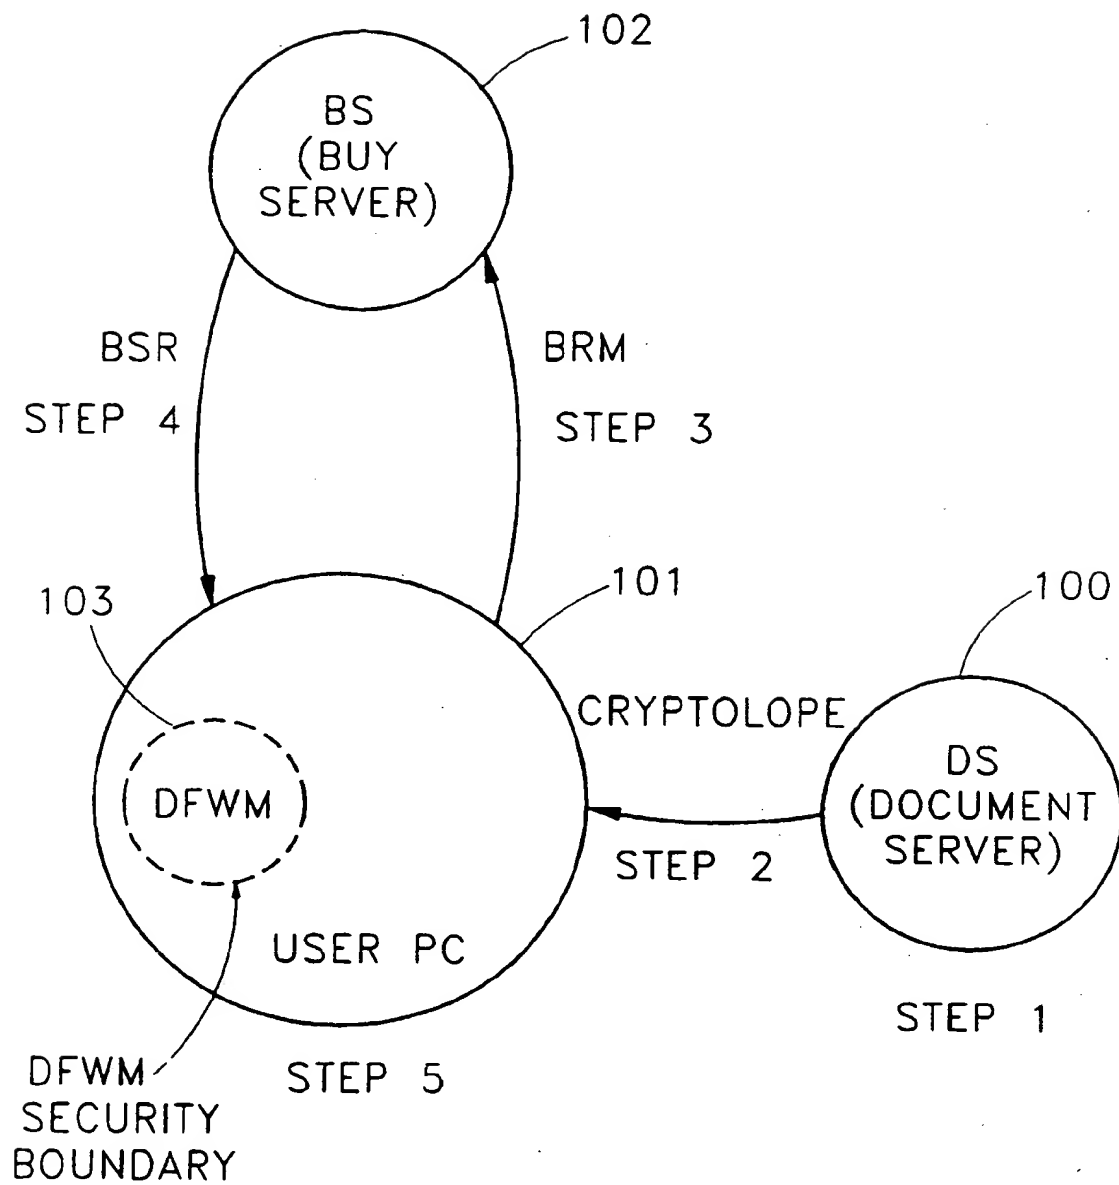 102
BS
(BUY
SERVER)
BSR
BRM
STEP 4
STEP 3
103
101
100
CRYPTOLOPE
DS
(DOCUMENT
SERVER)
DFWM
STEP 2
USER PC
STEP 1
STEP 5
DFWM
SECURITY
BOUNDARY